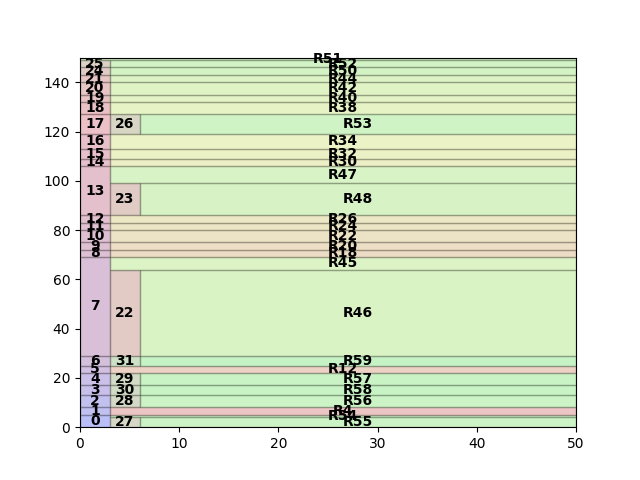 R51
25 R52
24 R50
21 R44
140 20 R42
19 R40
18 R38
120 17 26 R53
16 R34
15 R32
14 R30
100 R47
13 23 R48
12 R26
11 R24
80 10 R22
9 R20
8 R18
R45
60
7 22 R46
40
6 31 R59
5 R12
20 4 29 R57
3 30 R58
2 28 R56
1 R4
R54
0 0 27 R55
0 10 20 30 40 50